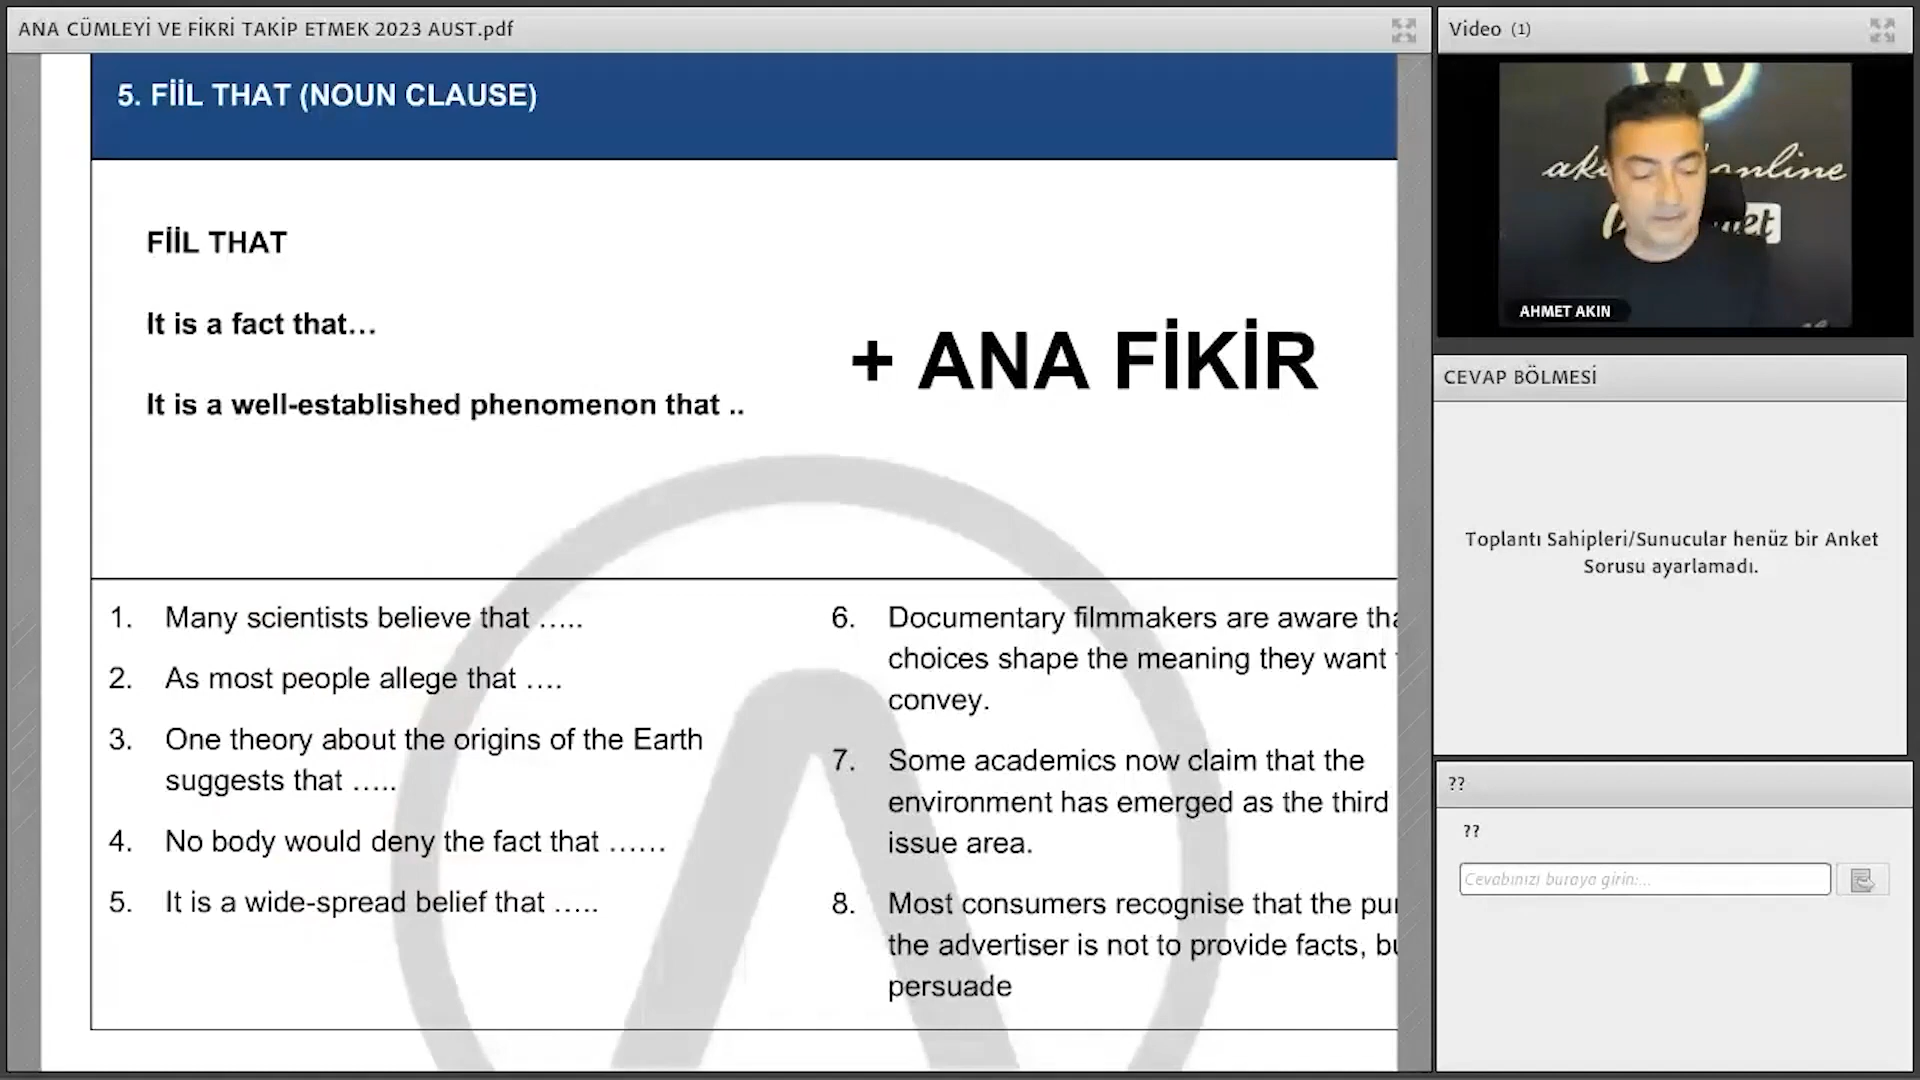 ANA CÜMLEYİ VE FİKRİ TAKİP ETMEK 2023 AUST.pdf
5. FİİL THAT (NOUN CLAUSE)
FİİL THAT
It is a fact that…
It is a well-established phenomenon that ..
+ ANA FİKİR
1. Many scientists believe that …..
2. As most people allege that ….
3. One theory about the origins of the Earth
suggests that …..
4. No body would deny the fact that ……
5. It is a wide-spread belief that …..
6. Documentary filmmakers are aware
choices shape the meaning they want
convey.
7. Some academics now claim that the
environment has emerged as the third
issue area.
8. Most consumers recognise that the
the advertiser is not to provide facts,
persuade
Video (1)
online
AHMET AKIN
CEVAP BÖLMESİ
Toplantı Sahipleri/Sunucular henüz bir Anket
Sorusu ayarlamadı.
??
??
Cevabınızı buraya girin:...